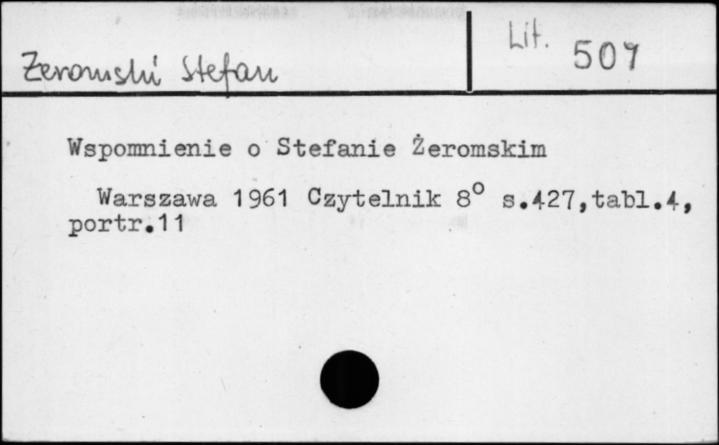 Żeromski Stefan
Lit. 507
Wspomnienie o Stefanie Żeromskim
Warszawa 1961 Czytelnik 8° s.427,tabl.4,
portr.11